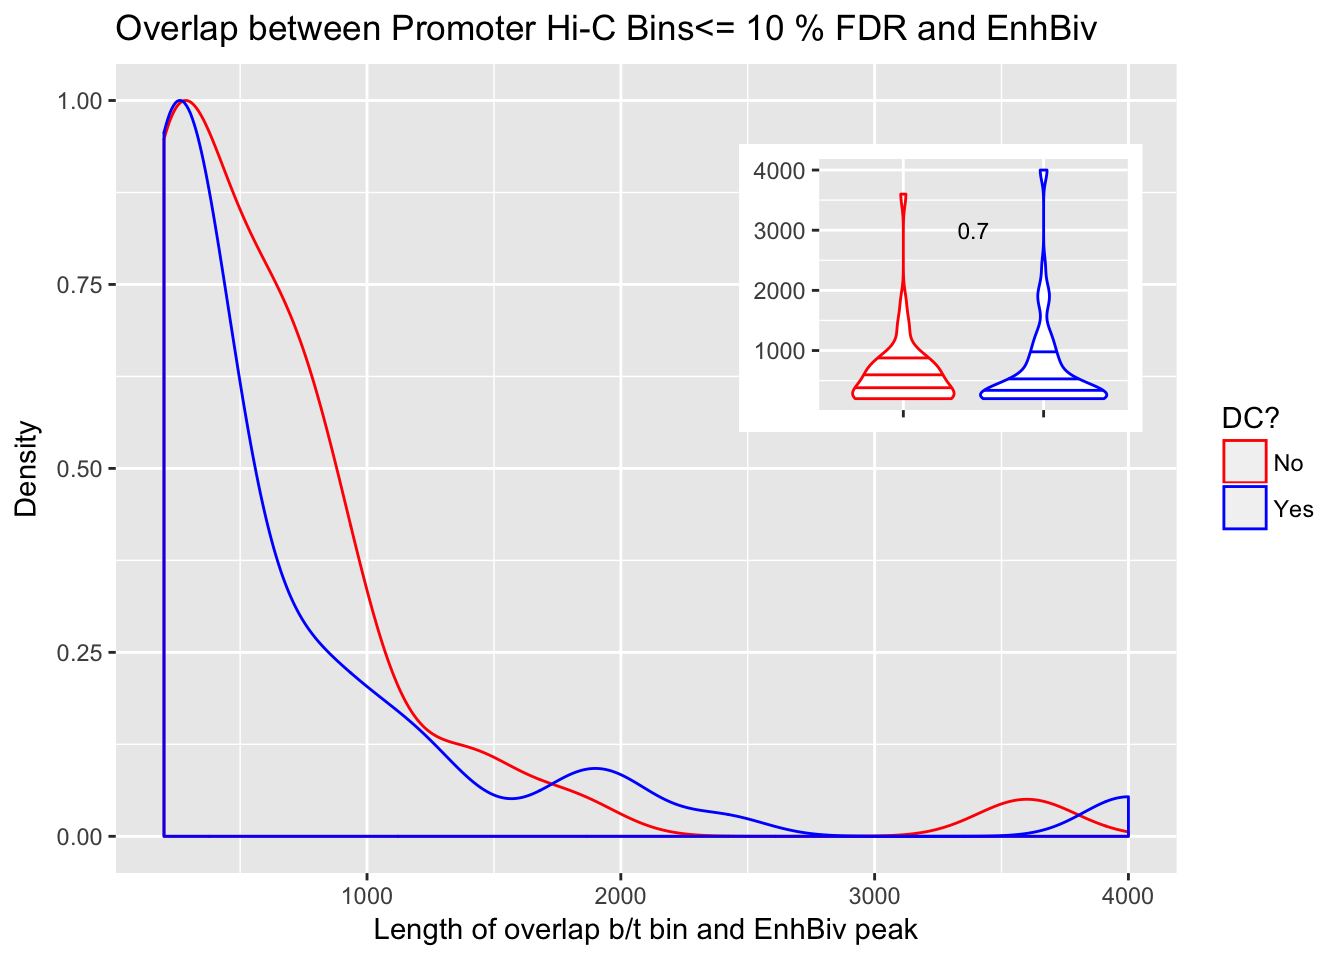 Overlap between Promoter Hi-C Bins<= 10 % FDR and EnhBiv
Density
1.00
0.75
0.50
0.25
0.00
1000
2000
3000
4000
Length of overlap b/t bin and EnhBiv peak
4000
3000
2000
1000
0.7
DC?
No
Yes